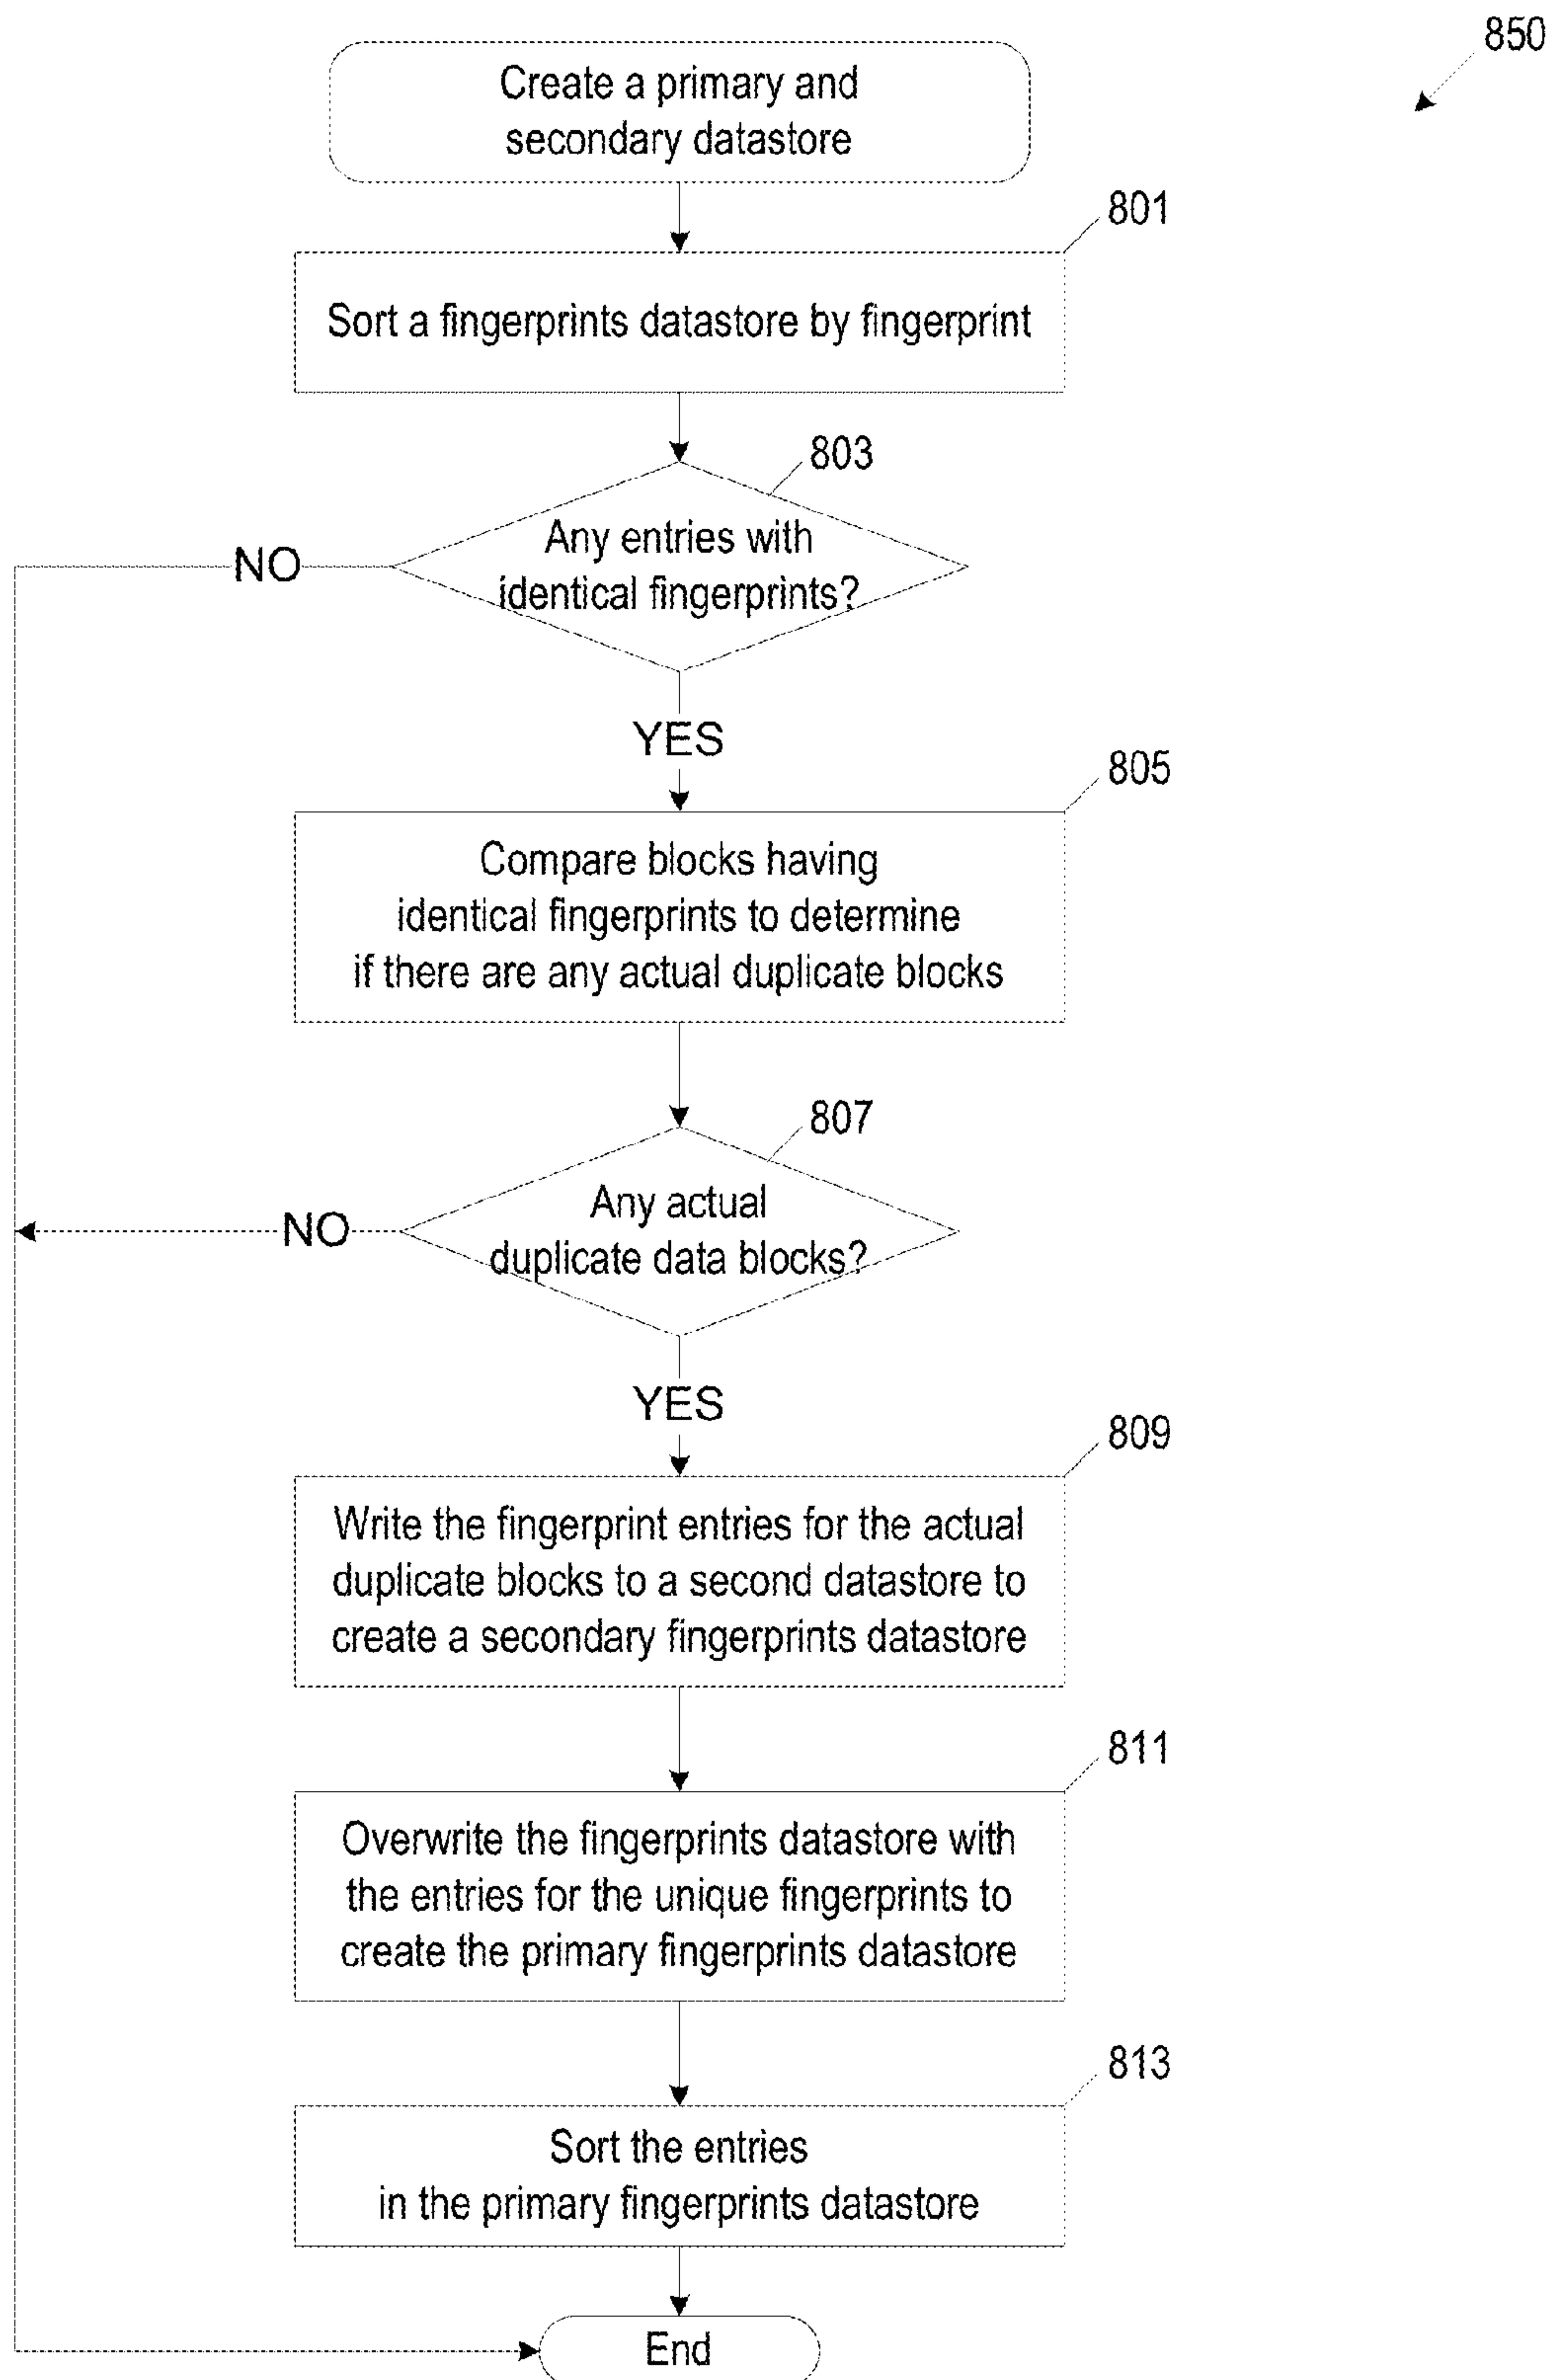 850
Create a primary and
secondary datastore
801
Sort a fingerprints datastore by fingerprint
803
Any entries with
identical fingerprints?
NO
YES
805
Compare blocks having
identical fingerprints to determine
if there are any actual duplicate blocks
807
Any actual
duplicate data blocks?
NO
YES
809
Write the fingerprint entries for the actual
duplicate blocks to a second datastore to
create a secondary fingerprints datastore
811
Overwrite the fingerprints datastore with
the entries for the unique fingerprints to
create the primary fingerprints datastore
813
Sort the entries
in the primary fingerprints datastore
End